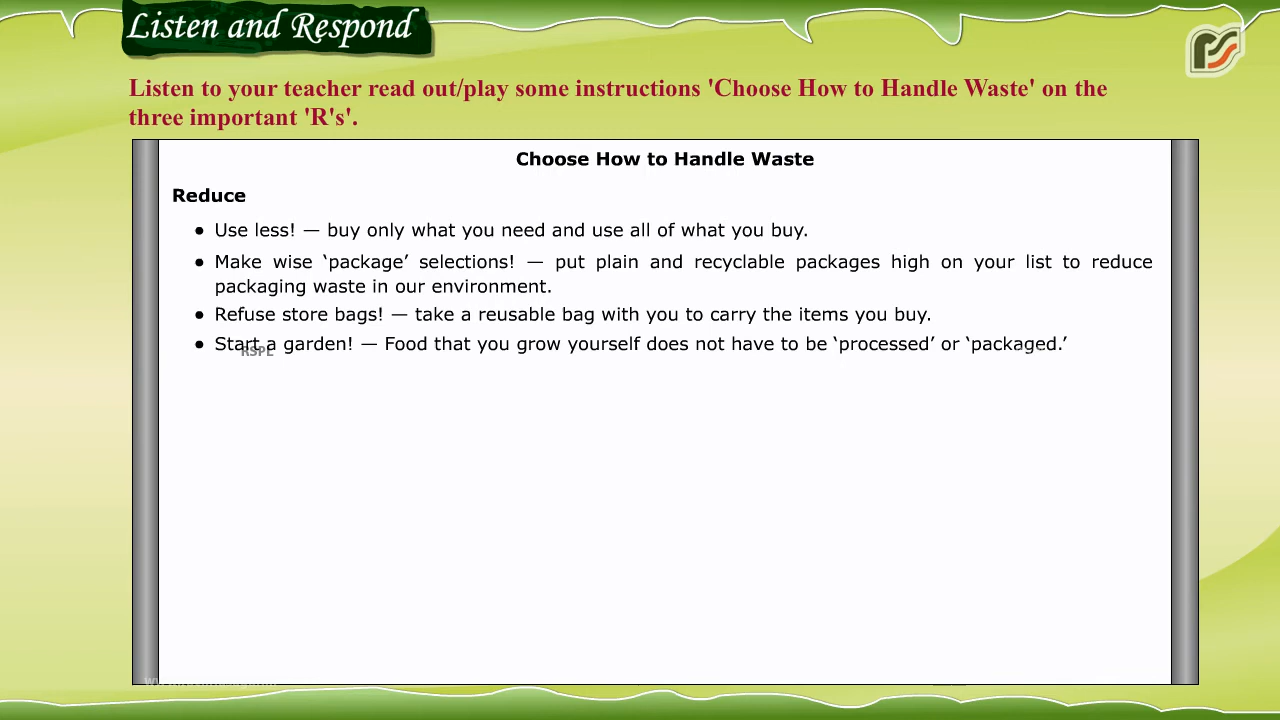 Listen and Respond
Listen to your teacher read out/play some instructions 'Choose How to Handle Waste' on the
three important 'R's'.
Choose How to Handle Waste
Reduce
● Use less! — buy only what you need and use all of what you buy.
● Make wise ‘package’ selections! — put plain and recyclable packages high on your list to reduce
packaging waste in our environment.
● Refuse store bags! — take a reusable bag with you to carry the items you buy.
● Start a garden! — Food that you grow yourself does not have to be ‘processed’ or ‘packaged.’
RSPL